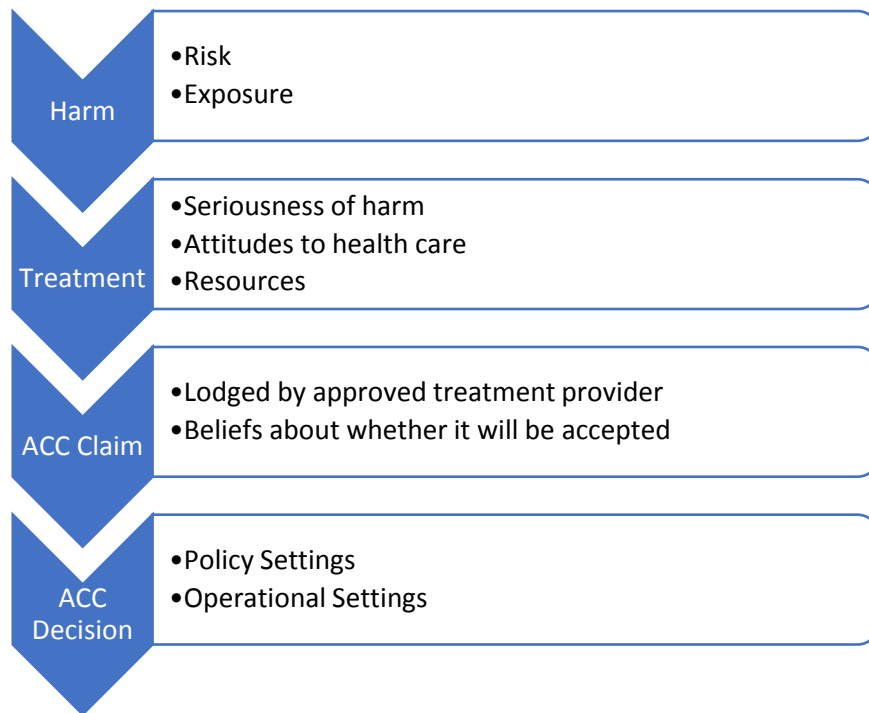 Harm
•Risk
•Exposure
Treatment
•Seriousness of harm
•Attitudes to health care
•Resources
ACC Claim
•Lodged by approved treatment provider
•Beliefs about whether it will be accepted
ACC
Decision
•Policy Settings
•Operational Settings